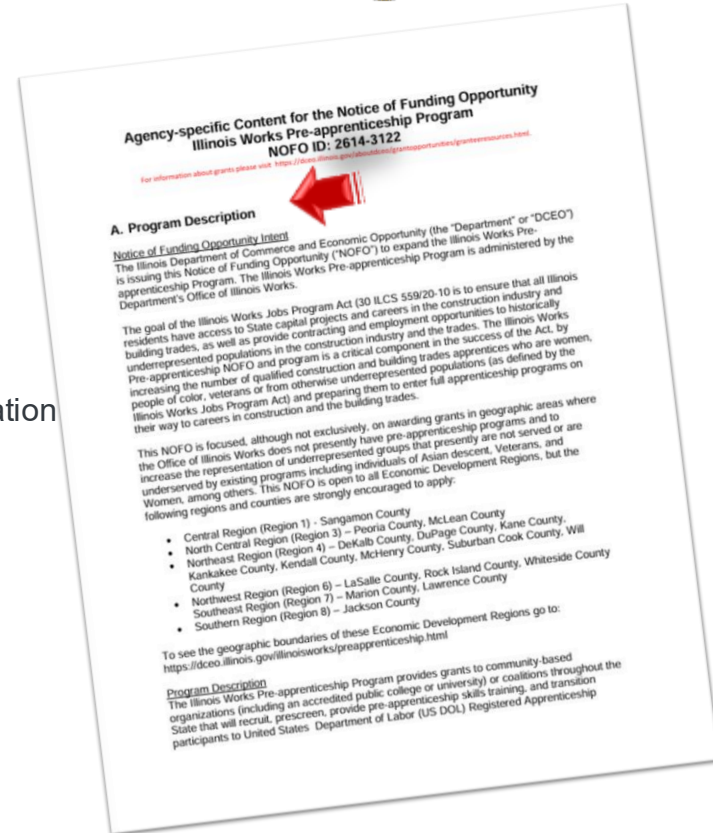 Agency-specific Content for the Notice of Funding Opportunity
Illinois Works Pre-apprenticeship Program
NOFO ID: 2614-3122
For information about grants please visit https://dceo.illinois.gov/aboutdceo/grantopportunities/granteeresources.html.
A. Program Description
Notice of Funding Opportunity Intent
The Illinois Department of Commerce and Economic Opportunity (the "Department" or "DCEO")
is issuing this Notice of Funding Opportunity ("NOFO") to expand the Illinois Works Pre-
apprenticeship Program. The Illinois Works Pre-apprenticeship Program is administered by the
Department's Office of Illinois Works.
The goal of the Illinois Works Jobs Program Act (30 ILCS 559/20-10 is to ensure that all Illinois
residents have access to State capital projects and careers in the construction industry and
building trades, as well as provide contracting and employment opportunities to historically
underrepresented populations in the construction industry and the trades. The Illinois Works
Pre-apprenticeship NOFO and program is a critical component in the success of the Act, by
increasing the number of qualified construction and building trades apprentices who are women,
people of color, veterans or from otherwise underrepresented populations (as defined by the
Illinois Works Jobs Program Act) and preparing them to enter full apprenticeship programs on
their way to careers in construction and the building trades.
ation
This NOFO is focused, although not exclusively, on awarding grants in geographic areas where
the Office of Illinois Works does not presently have pre-apprenticeship programs and to
increase the representation of underrepresented groups that presently are not served or are
underserved by existing programs including individuals of Asian descent, Veterans, and
Women, among others. This NOFO is open to all Economic Development Regions, but the
following regions and counties are strongly encouraged to apply:
• Central Region (Region 1) - Sangamon County
• North Central Region (Region 3) – Peoria County, McLean County
• Northeast Region (Region 4) – DeKalb County, DuPage County, Kane County,
Kankakee County, Kendall County, McHenry County, Suburban Cook County, Will
County
• Northwest Region (Region 6) – LaSalle County, Rock Island County, Whiteside County
Southeast Region (Region 7) – Marion County, Lawrence County
• Southern Region (Region 8) – Jackson County
To see the geographic boundaries of these Economic Development Regions go to:
https://dceo.illinois.gov/illinoisworks/preapprenticeship.html
Program Description
The Illinois Works Pre-apprenticeship Program provides grants to community-based
organizations (including an accredited public college or university) or coalitions throughout the
State that will recruit, prescreen, provide pre-apprenticeship skills training, and transition
participants to United States Department of Labor (US DOL) Registered Apprenticeship